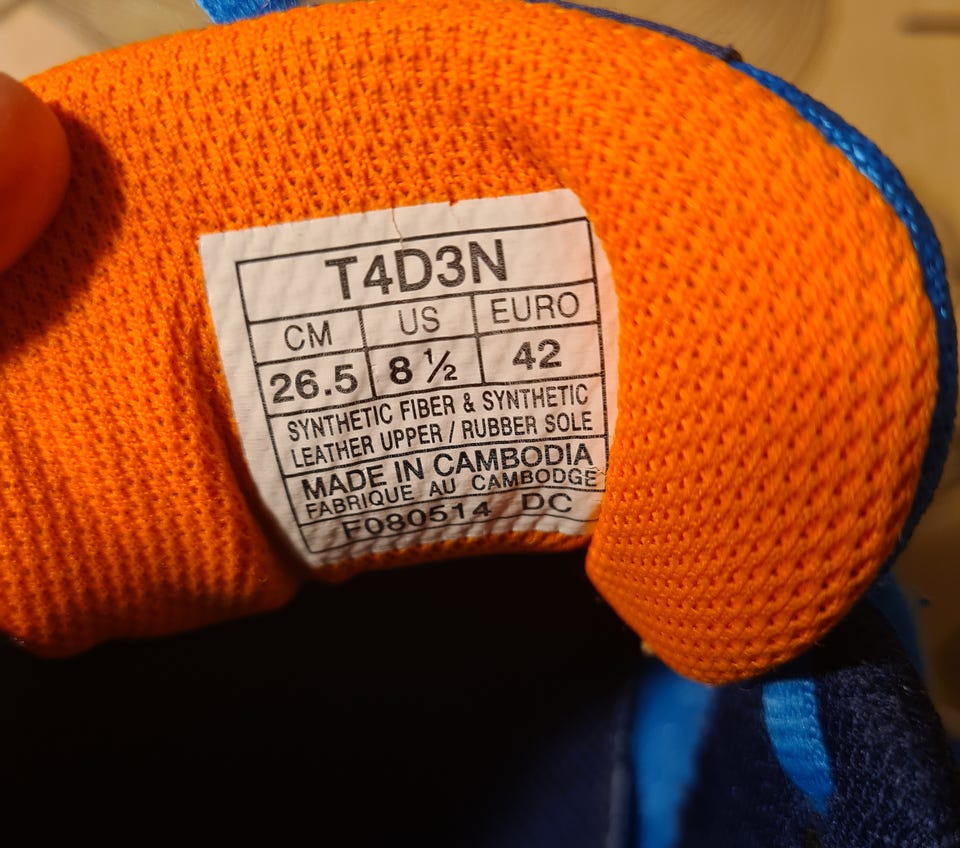 T4D3N
CM US EURO
26.5 8 ½ 42
SYNTHETIC FIBER & SYNTHETIC
LEATHER UPPER / RUBBER SOLE
MADE IN CAMBODIA
FABRIQUE AU CAMBODGE
F080514 DC